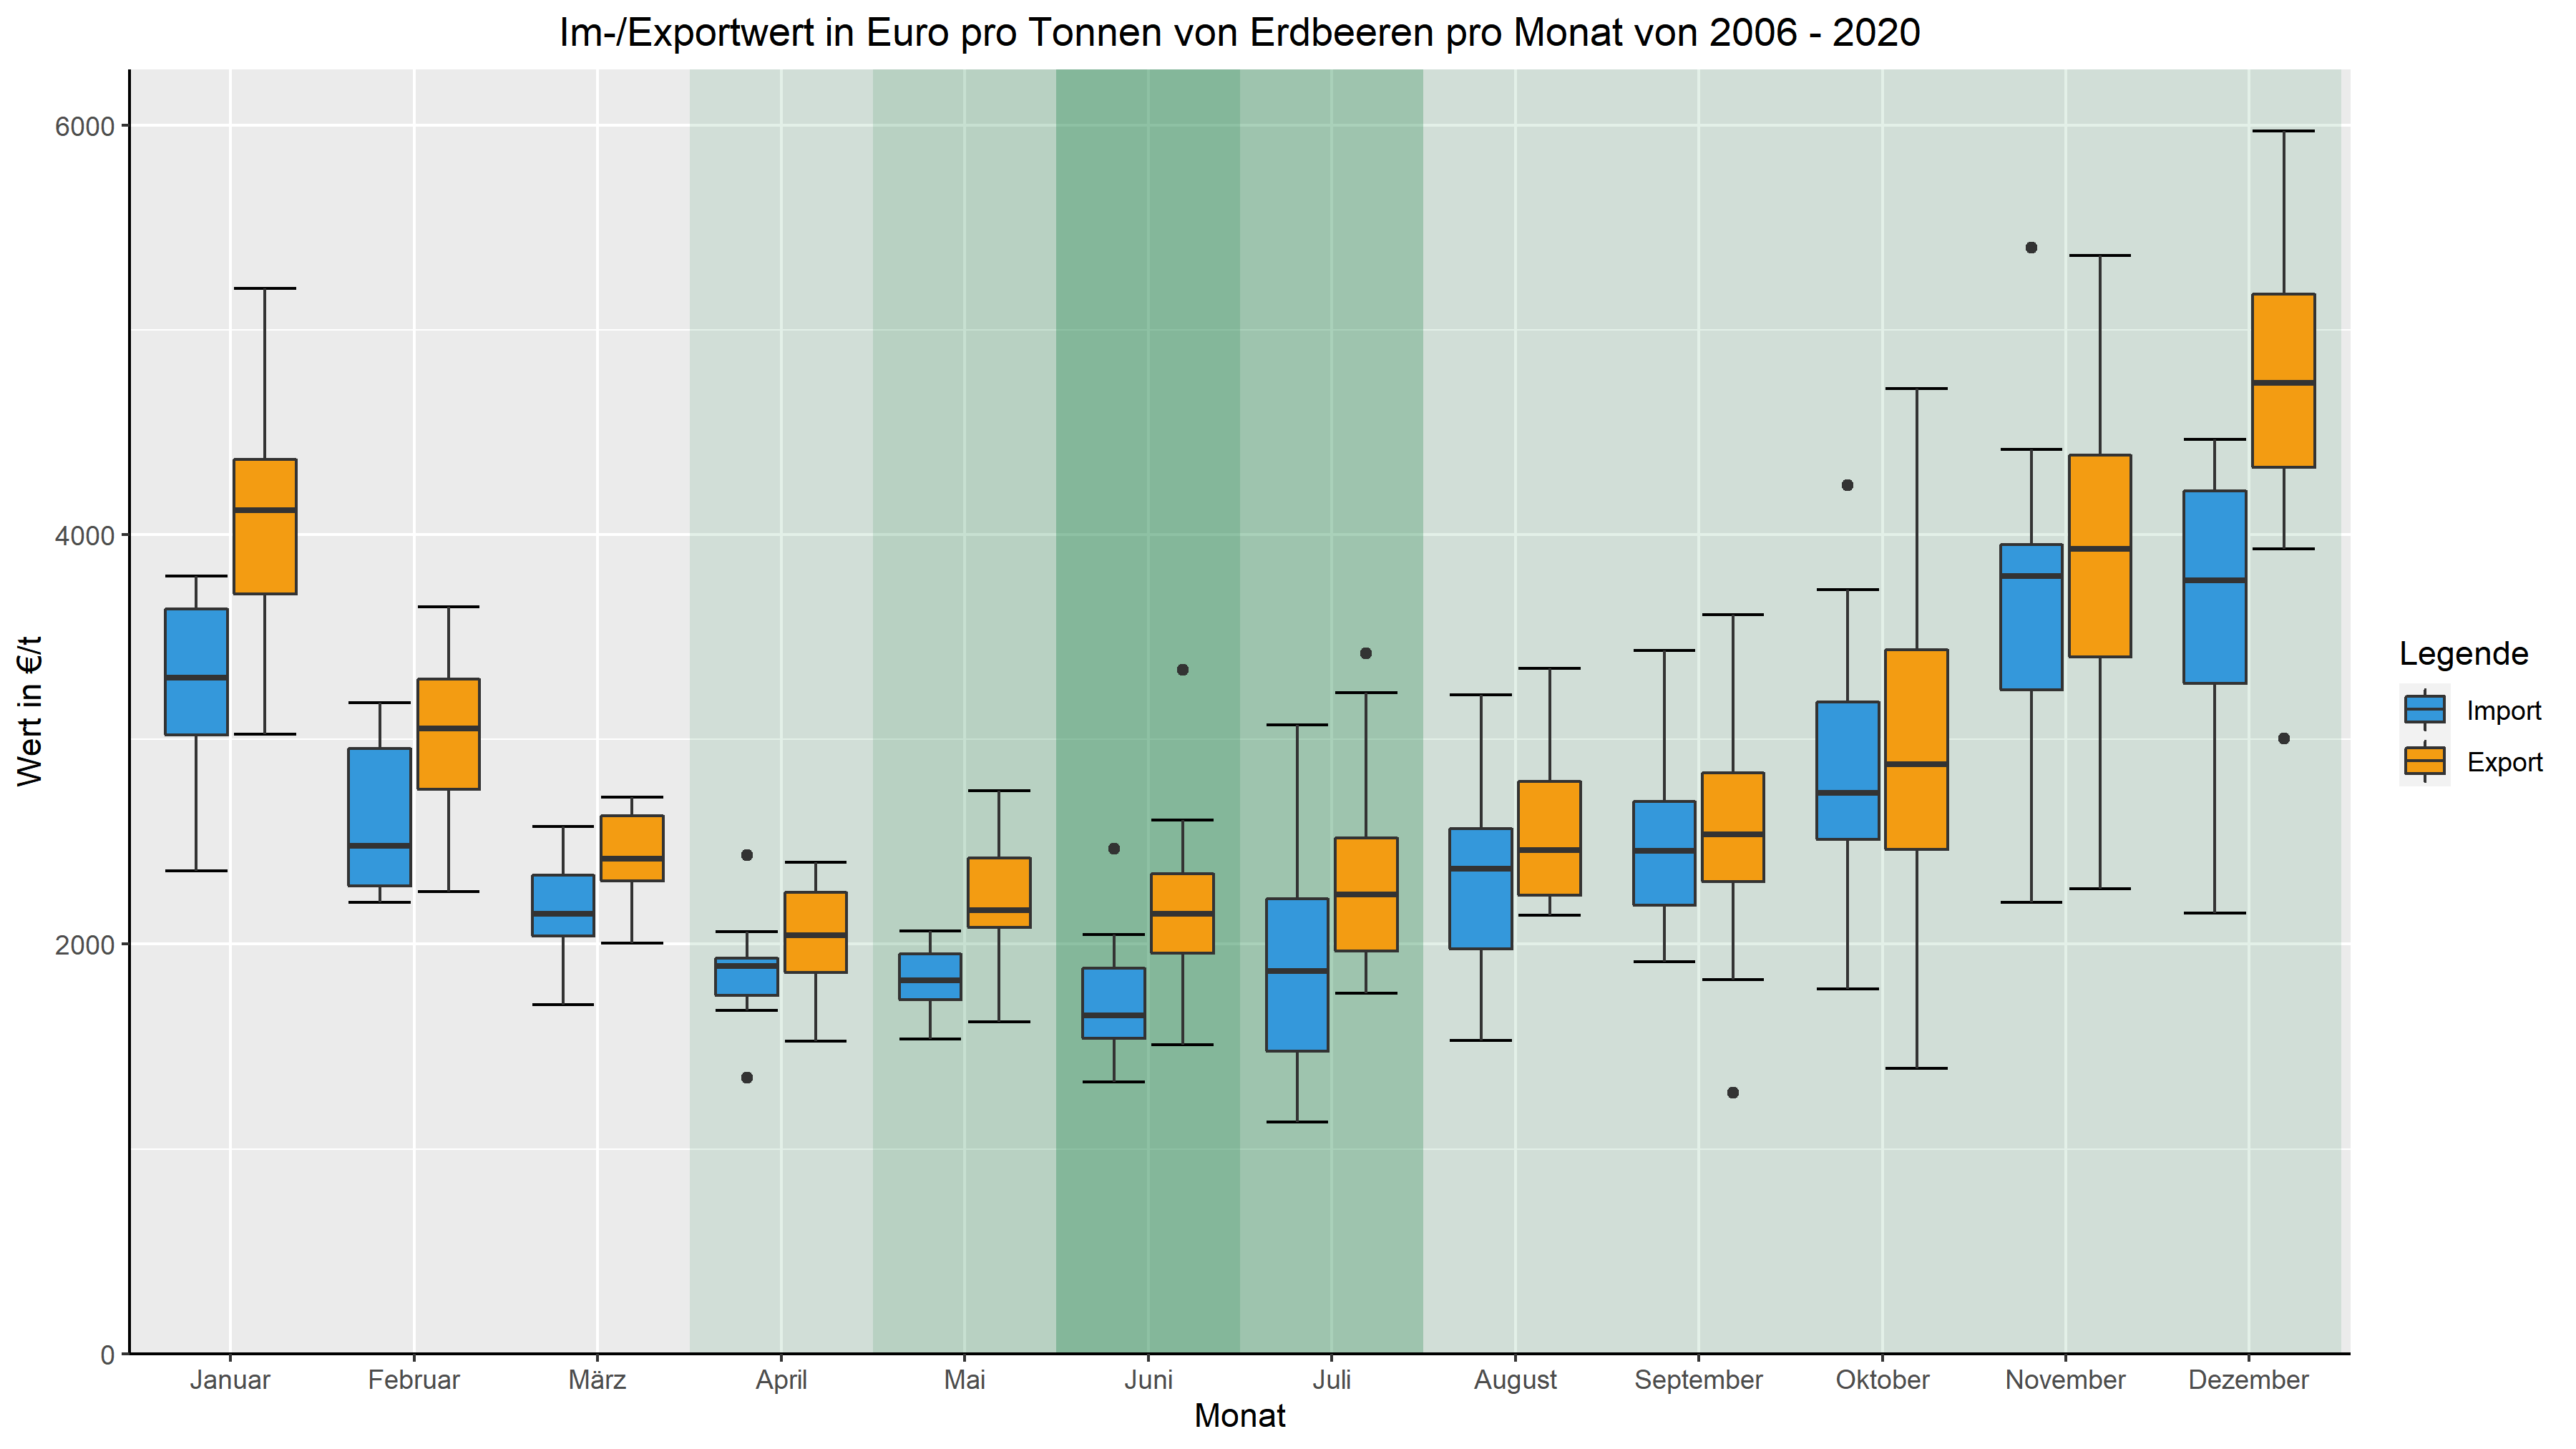 Im-/Exportwert in Euro pro Tonnen von Erdbeeren pro Monat von 2006 - 2020
Wert in €/t
6000
4000
2000
0
Januar Februar März April Mai Juni Juli August September Oktober November Dezember
Monat
Legende
Import
Export